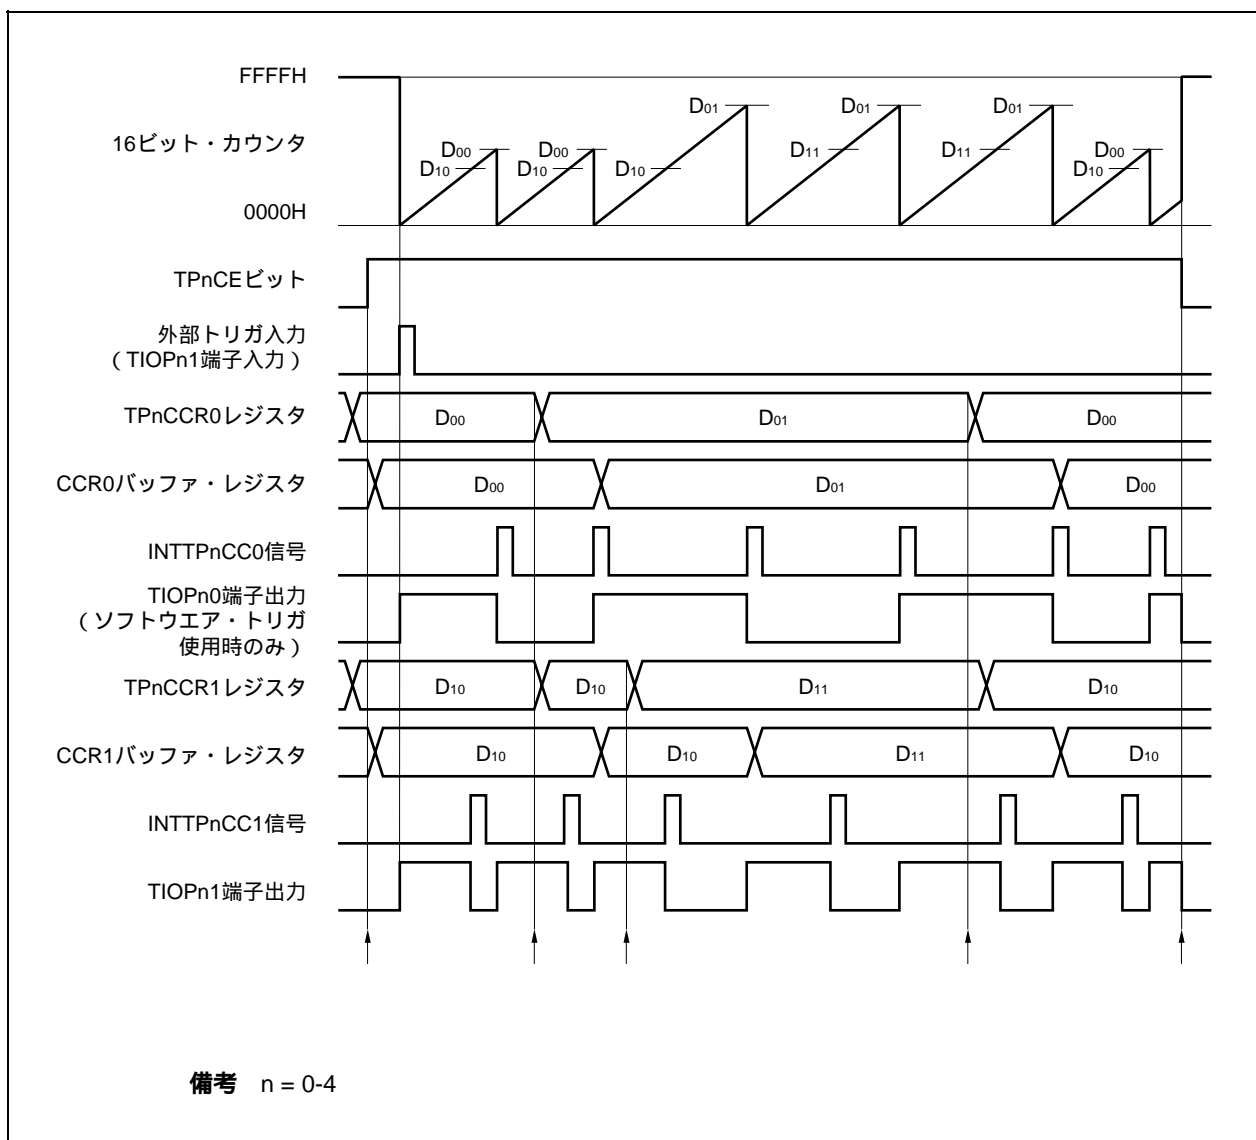 FFFFH
D01 D01 D01
16ビット・カウンタ
D00 D00 D11 D11 D00
D10 D10 D10 D10
0000H
TPnCEビット
外部トリガ入力
(TIOPn1端子入力)
TPnCCR0レジスタ
D00 D01 D00
CCR0バッファ・レジスタ
D00 D01 D00
INTTPnCC0信号
TIOPn0端子出力
(ソフトウエア・トリガ
使用時のみ)
TPnCCR1レジスタ
D10 D10 D11 D10
CCR1バッファ・レジスタ
D10 D10 D11 D10
INTTPnCC1信号
TIOPn1端子出力
備考 n = 0-4